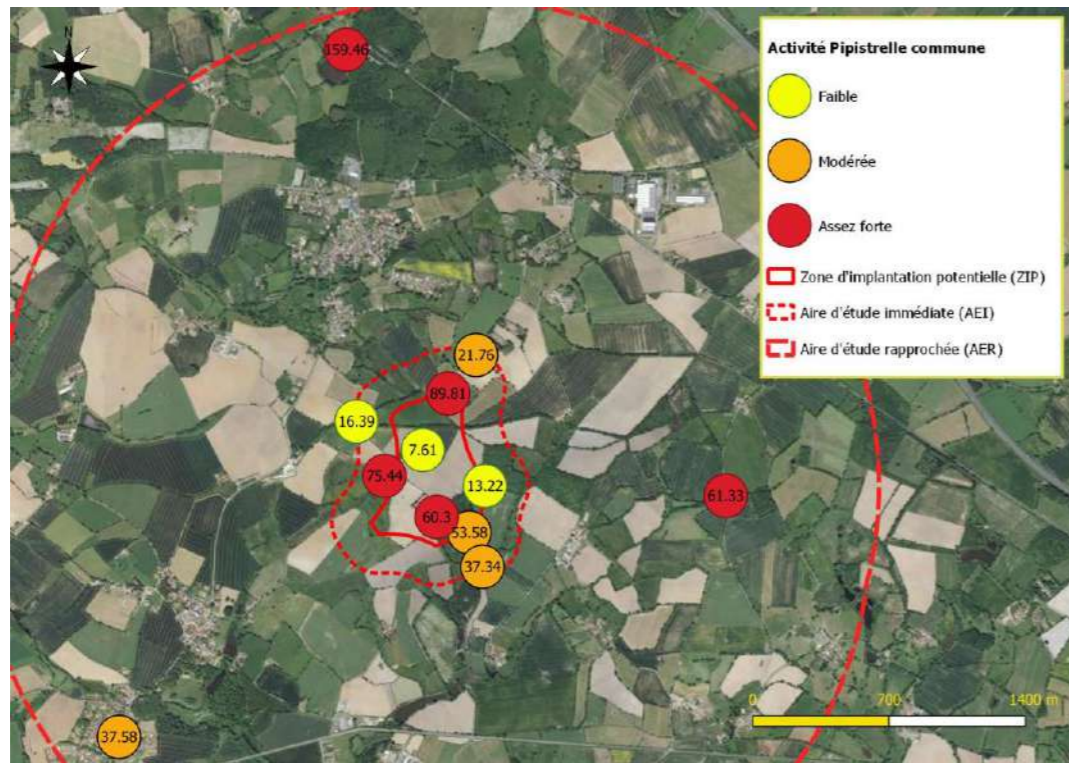 N
159.46
Activité Pipistrelle commune
Faible
Modérée
Assez forte
Zone d'implantation potentielle (ZIP)
Aire d'étude immédiate (AEI)
Aire d'étude rapprochée (AER)
21.76
89.81
16.39
7.61
75.44
13.22
61.33
60.3
53.58
37.34
0 700 1400 m
37.58